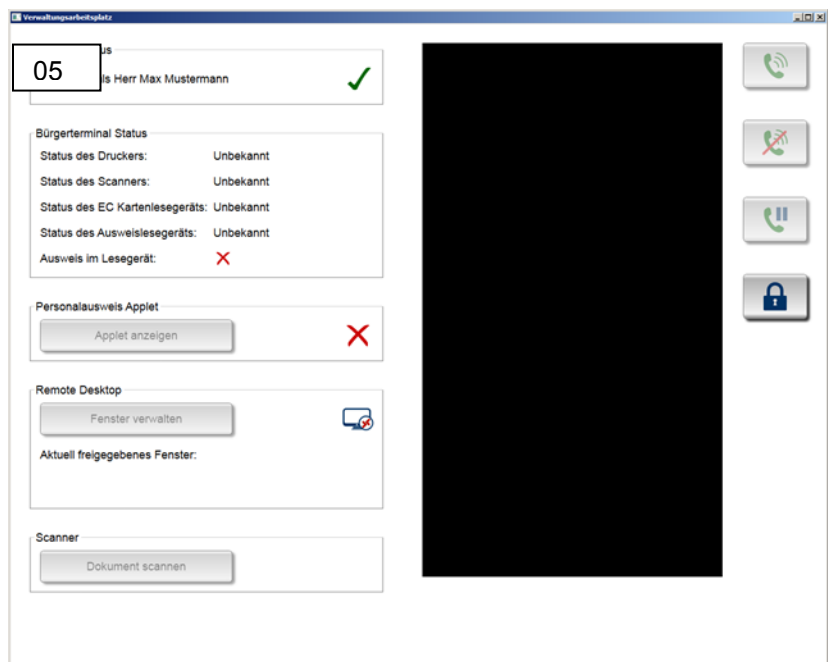 Verwaltungsarbeitsplatz
us
05
ls Herr Max Mustermann
Bürgerterminal Status
Status des Druckers: Unbekannt
Status des Scanners: Unbekannt
Status des EC Kartenlesegeräts: Unbekannt
Status des Ausweislesegeräts: Unbekannt
Ausweis im Lesegerät:
Personalausweis Applet
Applet anzeigen
Remote Desktop
Fenster verwalten
Aktuell freigegebenes Fenster:
Scanner
Dokument scannen